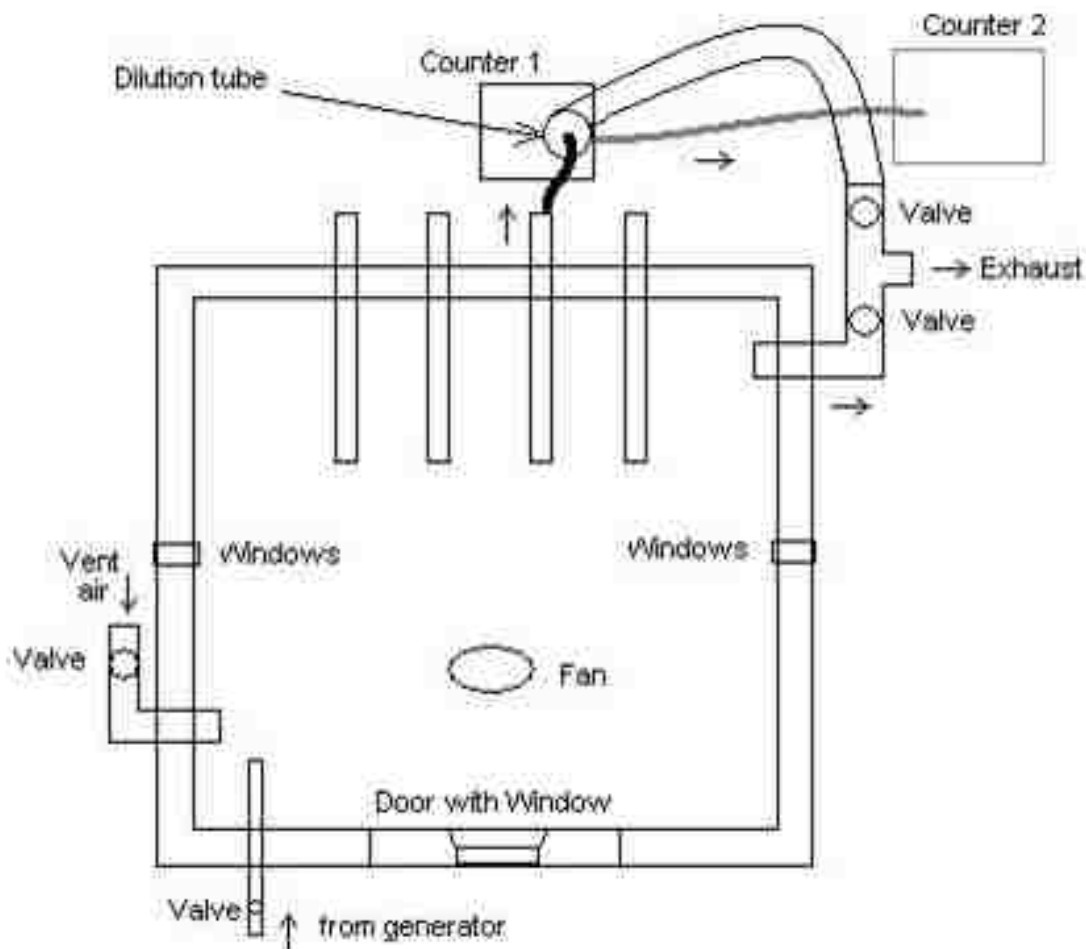 Counter 2
Counter 1
Dilution tube
Valve
Exhaust
Valve
Windows
Windows
Vent
air
Valve
Fan
Door with Window
Valve
from generator